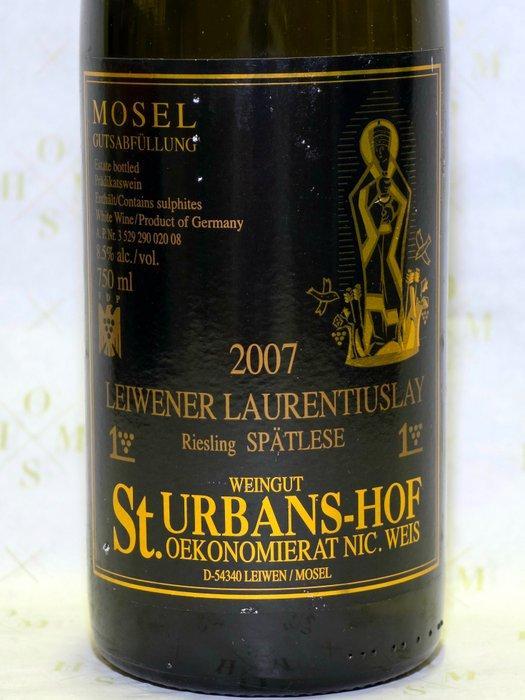 MOSEL
GUTSABFÜLLUNG
Estate bottled
Prädikatswein
Enthält/Contains sulphites
White Wine/Product of Germany
A. P. Nr. 3 529 290 020 08
8.5% alc./vol.
750 ml
VDP
2007
LEIWENER LAURENTIUSLAY
1 Riesling SPÄTLESE 1
WEINGUT
St. URBANS-HOF
OEKONOMIERAT NIC. WEIS
D-54340 LEIWEN / MOSEL